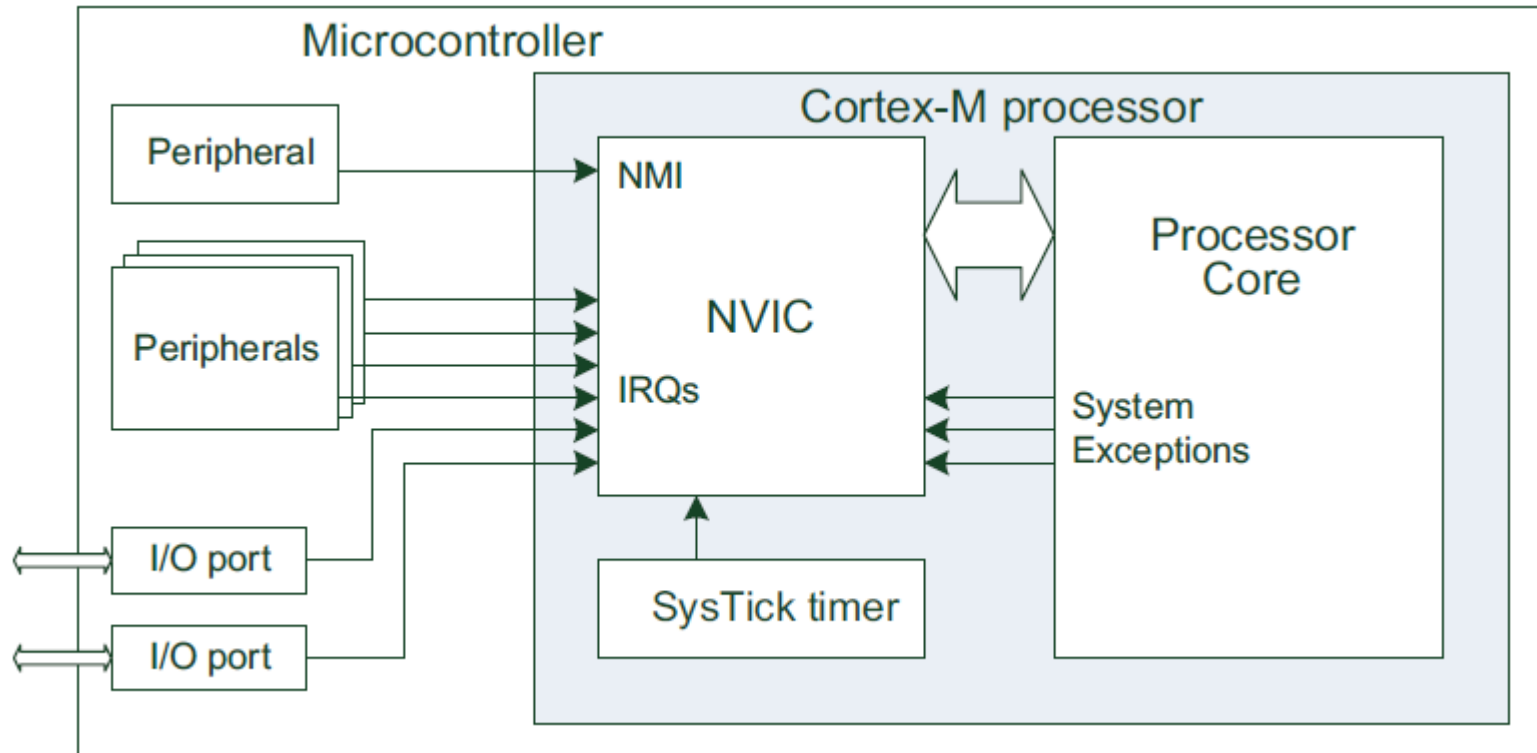 Microcontroller
Cortex-M processor
Peripheral
NMI
Processor
Core
NVIC
Peripherals
IRQs
System
Exceptions
I/O port
SysTick timer
I/O port